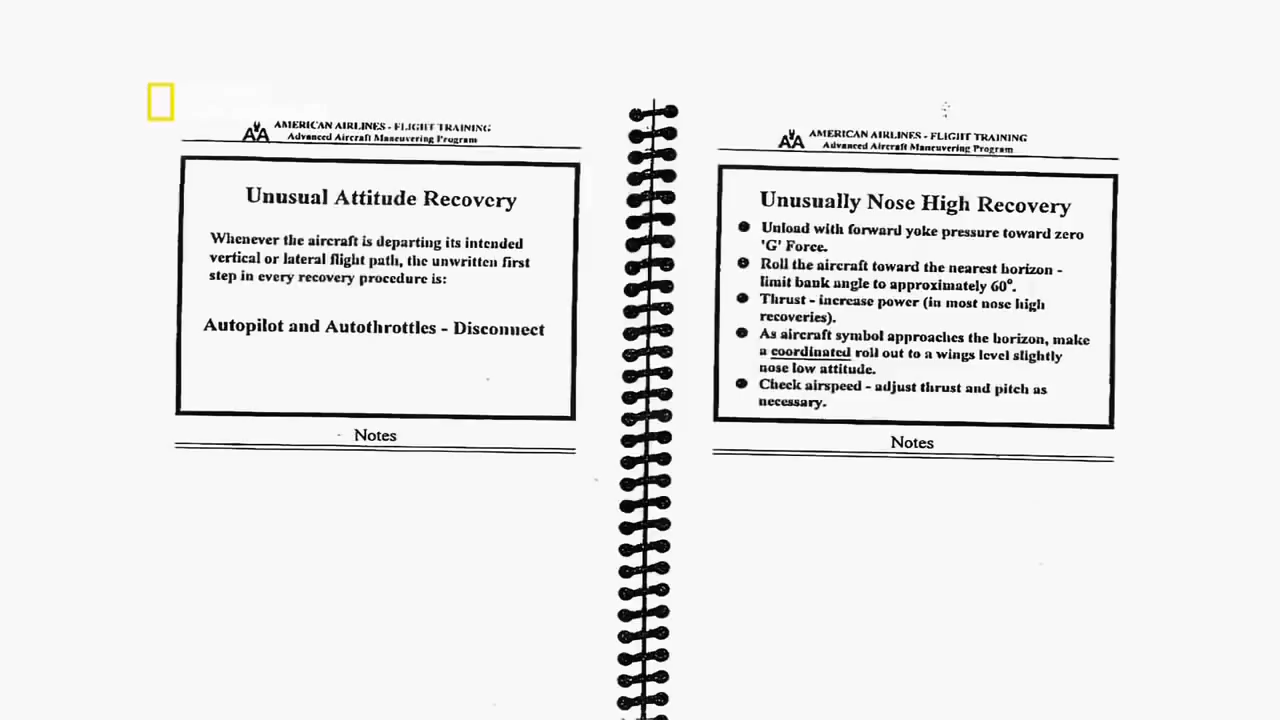 AMERICAN AIRLINES - FLIGHT TRAINING
Advanced Aircraft Maneuvering Program
Unusual Attitude Recovery
Whenever the aircraft is departing its intended
vertical or lateral flight path, the unwritten first
step in every recovery procedure is:
Autopilot and Autothrottles - Disconnect
Notes
AMERICAN AIRLINES - FLIGHT TRAINING
Advanced Aircraft Maneuvering Program
Unusually Nose High Recovery
Unload with forward yoke pressure toward zero
'G' Force.
Roll the aircraft toward the nearest horizon -
limit bank angle to approximately 60°.
Thrust - increase power (in most nose high
recoveries).
As aircraft symbol approaches the horizon, make
a coordinated roll out to a wings level slightly
nose low attitude.
Check airspeed - adjust thrust and pitch as
necessary.
Notes